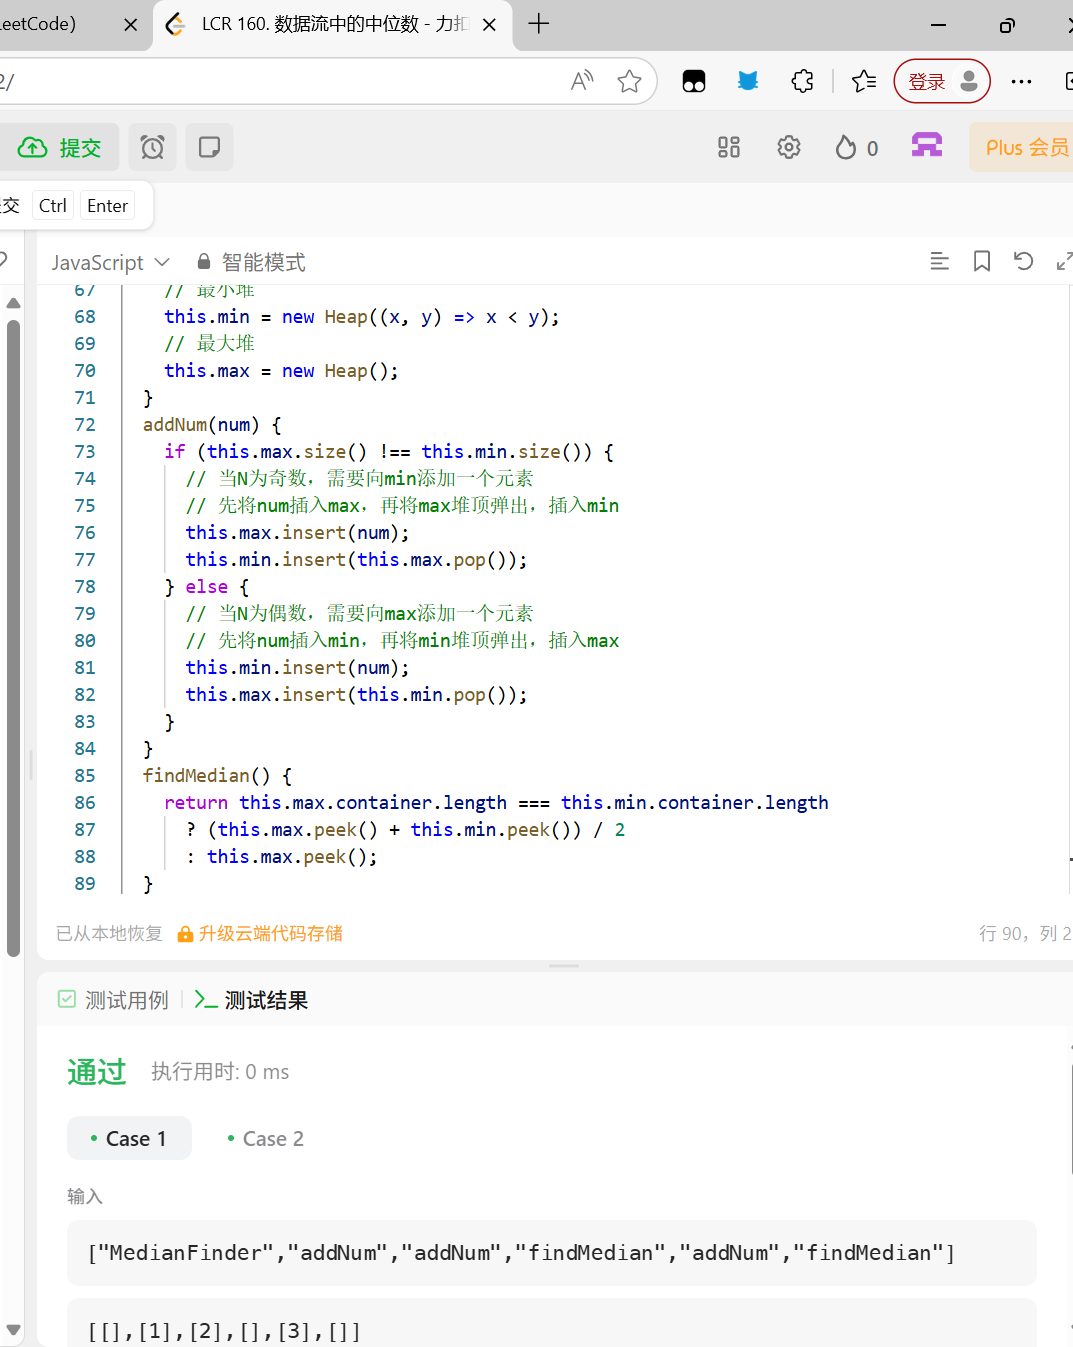 LeetCode)
LCR 160. 数据流中的中位数 - 力扣
2/
登录
提交
0
Plus 会员
提交 Ctrl Enter
JavaScript 智能模式
67 // 最小堆
68 this.min = new Heap((x, y) => x < y);
69 // 最大堆
70 this.max = new Heap();
71 }
72 addNum(num) {
73 if (this.max.size() !== this.min.size()) {
74 // 当N为奇数，需要向min添加一个元素
75 // 先将num插入max，再将max堆顶弹出，插入min
76 this.max.insert(num);
77 this.min.insert(this.max.pop());
78 } else {
79 // 当N为偶数，需要向max添加一个元素
80 // 先将num插入min，再将min堆顶弹出，插入max
81 this.min.insert(num);
82 this.max.insert(this.min.pop());
83 }
84 }
85 findMedian() {
86 return this.max.container.length === this.min.container.length
87 ? (this.max.peek() + this.min.peek()) / 2
88 : this.max.peek();
89 }
已从本地恢复 升级云端代码存储 行 90，列 2
测试用例 测试结果
通过 执行用时: 0 ms
Case 1 Case 2
输入
["MedianFinder","addNum","addNum","findMedian","addNum","findMedian"]
[[],[1],[2],[],[3],[]]